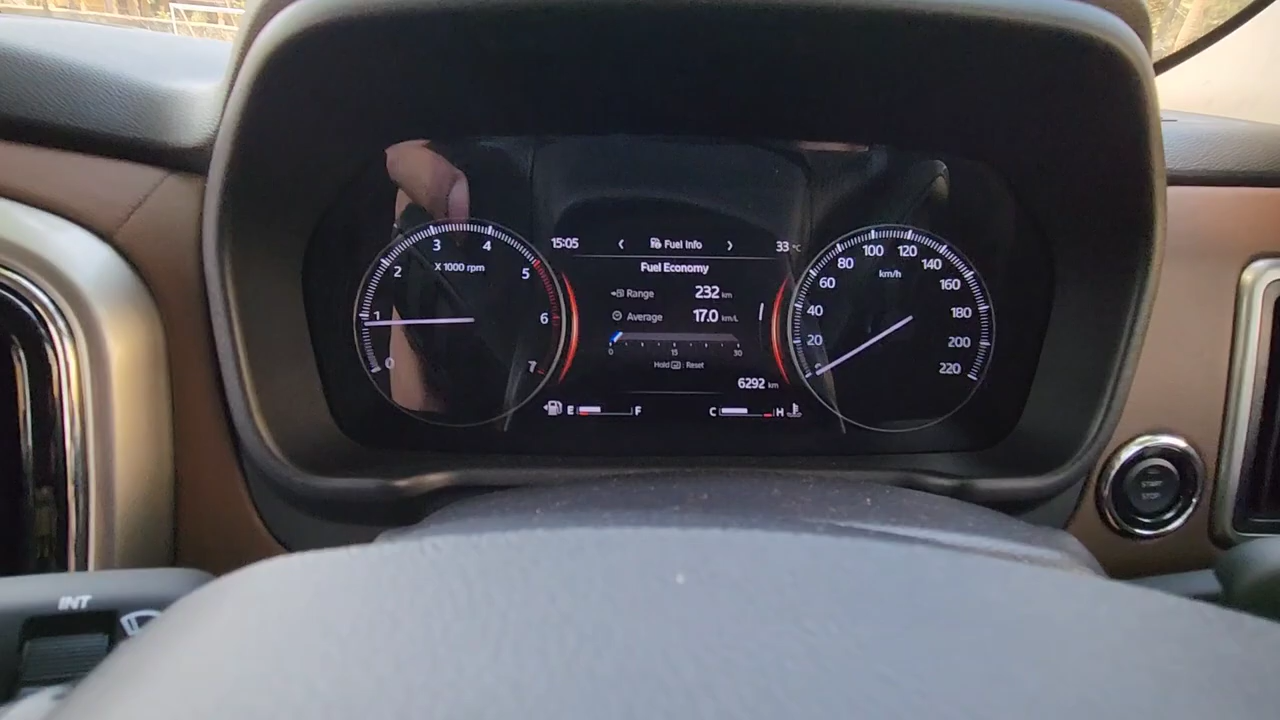 15:05 Fuel Info 33 °C
Fuel Economy
Range 232 km
Average 17.0 km/L
0 15 30
Hold : Reset
6292 km
E F
C H
0 1 2 3 4 5 6 7
X 1000 rpm
0 20 40 60 80 100 120 140 160 180 200 220
km/h
START
STOP
INT